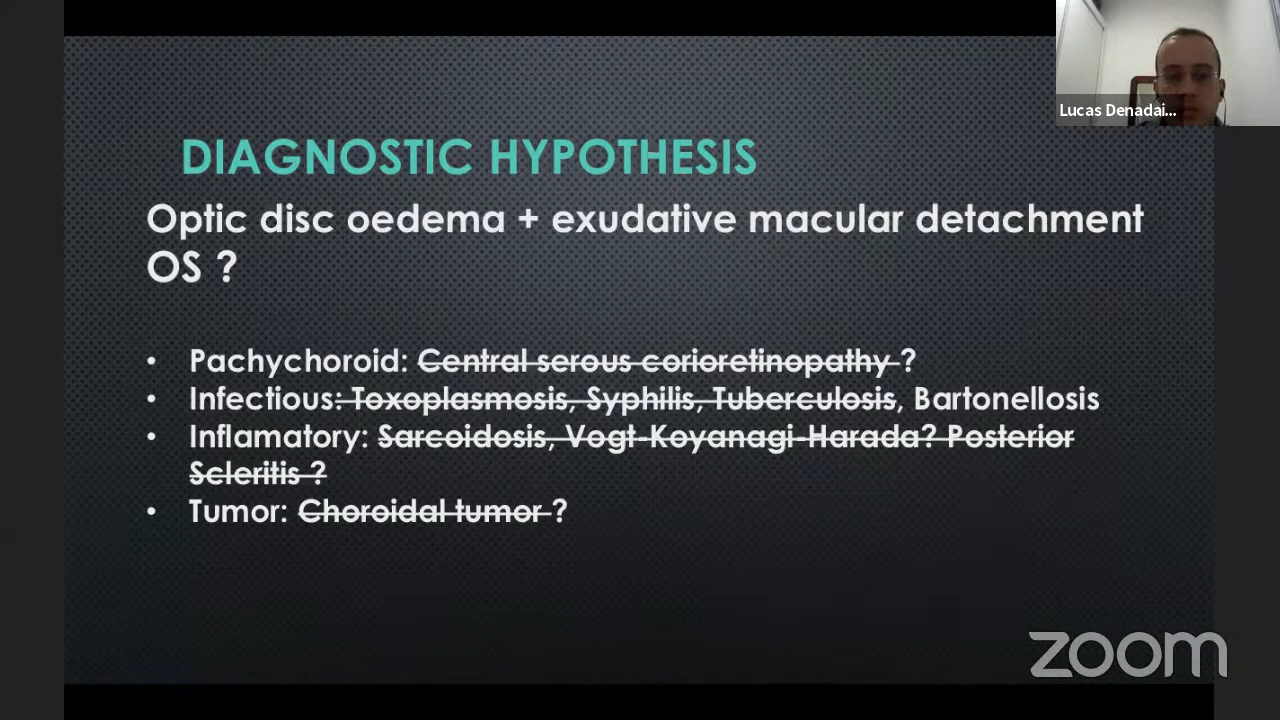 Lucas Denadai...
DIAGNOSTIC HYPOTHESIS
Optic disc oedema + exudative macular detachment
OS ?
• Pachychoroid: Central serous corioretinopathy ?
• Infectious: Toxoplasmosis, Syphilis, Tuberculosis, Bartonellosis
• Inflamatory: Sarcoidosis, Vogt-Koyanagi-Harada? Posterior
Scleritis ?
• Tumor: Choroidal tumor ?
zoom